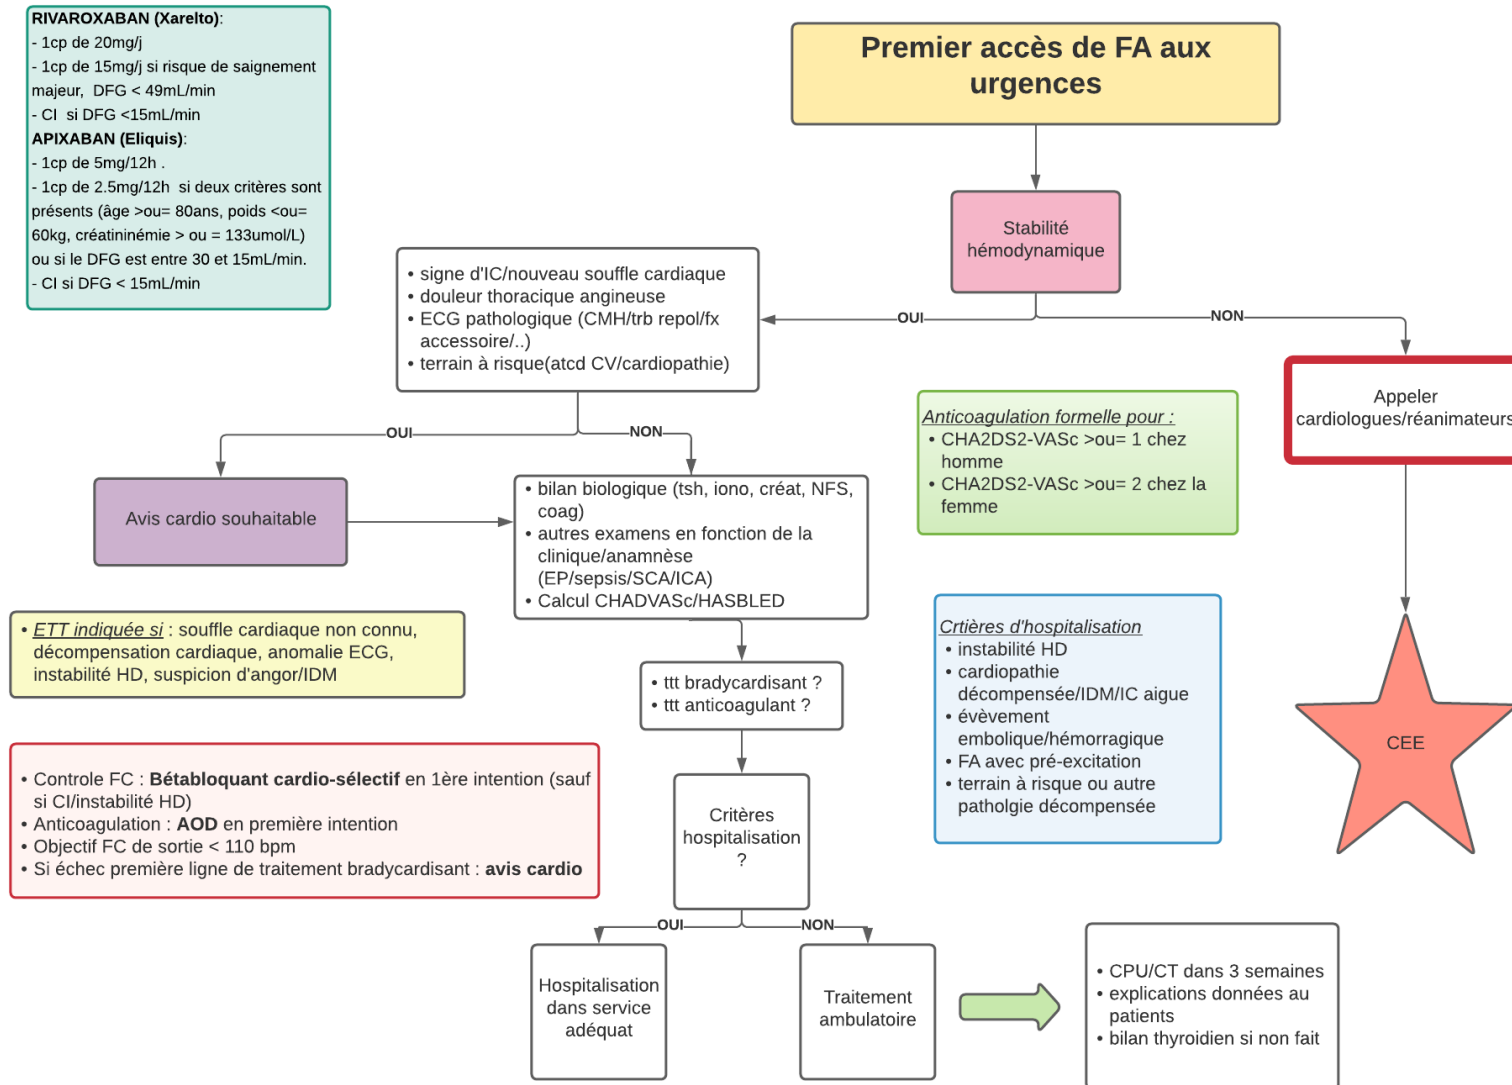 RIVAROXABAN (Xarelto):
- 1cp de 20mg/j
- 1cp de 15mg/j si risque de saignement
majeur,  DFG < 49mL/min
- CI  si DFG <15mL/min
APIXABAN (Eliquis):
- 1cp de 5mg/12h .
- 1cp de 2.5mg/12h  si deux critères sont
présents (âge >ou= 80ans, poids <ou=
60kg, créatininémie > ou = 133umol/L)
ou si le DFG est entre 30 et 15mL/min.
- CI si DFG < 15mL/min
Premier accès de FA aux
urgences
Stabilité
hémodynamique
OUI
NON
• signe d'IC/nouveau souffle cardiaque
• douleur thoracique angineuse
• ECG pathologique (CMH/trb repol/fx
accessoire/..)
• terrain à risque(atcd CV/cardiopathie)
Appeler
cardiologues/réanimateurs
Anticoagulation formelle pour :
• CHA2DS2-VASc >ou= 1 chez
homme
• CHA2DS2-VASc >ou= 2 chez la
femme
OUI
NON
Avis cardio souhaitable
• bilan biologique (tsh, iono, créat, NFS,
coag)
• autres examens en fonction de la
clinique/anamnèse
(EP/sepsis/SCA/ICA)
• Calcul CHADVASc/HASBLED
• ETT indiquée si : souffle cardiaque non connu,
décompensation cardiaque, anomalie ECG,
instabilité HD, suspicion d'angor/IDM
• ttt bradycardisant ?
• ttt anticoagulant ?
Crtières d'hospitalisation
• instabilité HD
• cardiopathie
décompensée/IDM/IC aigue
• évèvement
embolique/hémorragique
• FA avec pré-excitation
• terrain à risque ou autre
patholgie décompensée
CEE
• Controle FC : Bétabloquant cardio-sélectif en 1ère intention (sauf
si CI/instabilité HD)
• Anticoagulation : AOD en première intention
• Objectif FC de sortie < 110 bpm
• Si échec première ligne de traitement bradycardisant : avis cardio
Critères
hospitalisation
?
OUI
NON
Hospitalisation
dans service
adéquat
Traitement
ambulatoire
• CPU/CT dans 3 semaines
• explications données au
patients
• bilan thyroidien si non fait